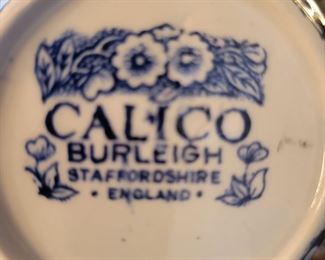 CALICO
BURLEIGH
STAFFORDSHIRE
• ENGLAND •